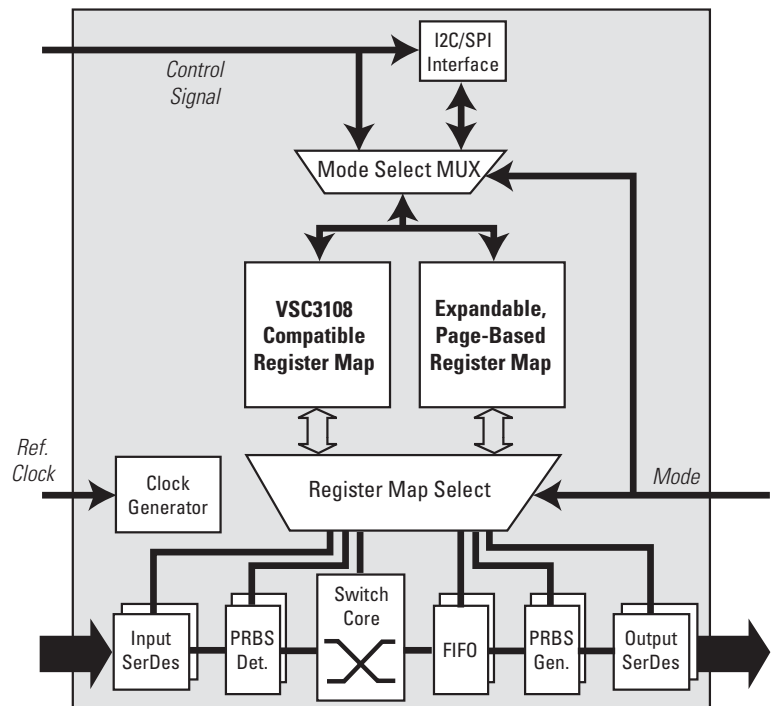 I2C/SPI
Interface
Control
Signal
Mode Select MUX
VSC3108
Compatible
Register Map
Expandable,
Page-Based
Register Map
Ref.
Clock
Clock
Generator
Register Map Select
Mode
Input
SerDes
PRBS
Det.
Switch
Core
FIFO
PRBS
Gen.
Output
SerDes